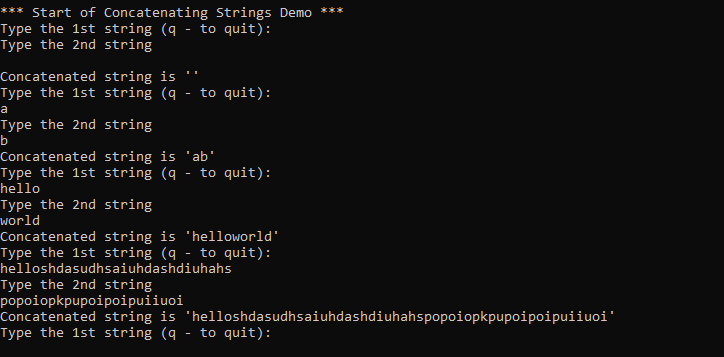 *** Start of Concatenating Strings Demo ***
Type the 1st string (q - to quit):
Type the 2nd string
Concatenated string is ''
Type the 1st string (q - to quit):
a
Type the 2nd string
b
Concatenated string is 'ab'
Type the 1st string (q - to quit):
hello
Type the 2nd string
world
Concatenated string is 'helloworld'
Type the 1st string (q - to quit):
helloshdasudhsaiuhdashdiuhahs
Type the 2nd string
popoiopkpupoipoipuiiuoi
Concatenated string is 'helloshdasudhsaiuhdashdiuhahspopoiopkpupoipoipuiiuoi'
Type the 1st string (q - to quit):